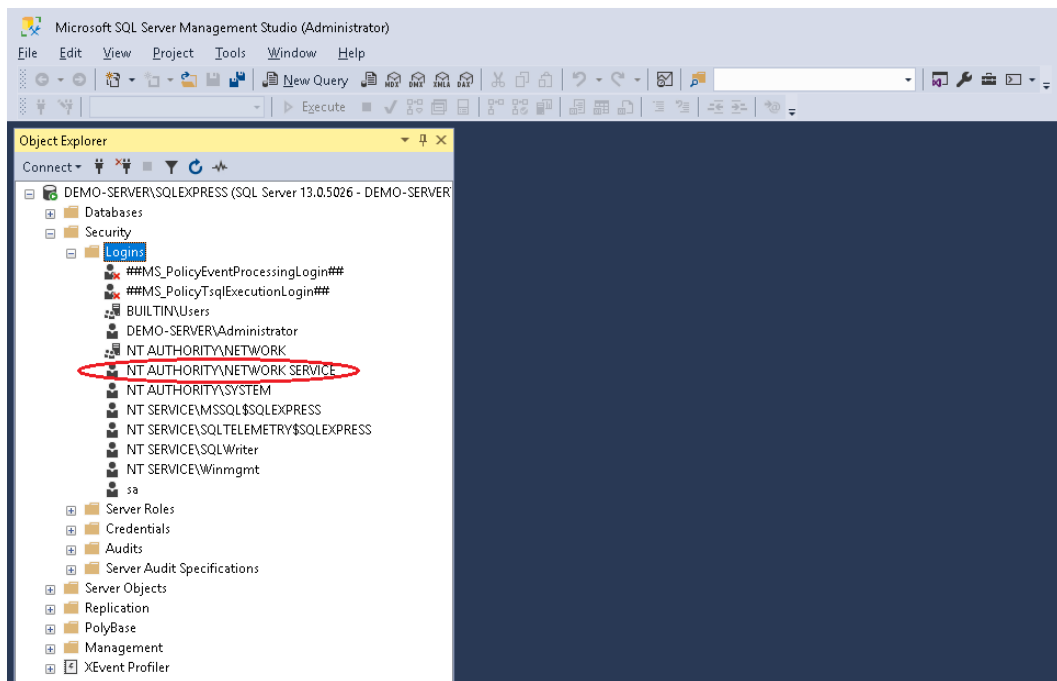 Microsoft SQL Server Management Studio (Administrator)
File Edit View Project Tools Window Help
New Query MDX DMX XMLA DAX
Execute
Object Explorer
Connect
DEMO-SERVER\SQLEXPRESS (SQL Server 13.0.5026 - DEMO-SERVER
Databases
Security
Logins
##MS_PolicyEventProcessingLogin##
##MS_PolicyTsqlExecutionLogin##
BUILTIN\Users
DEMO-SERVER\Administrator
NT AUTHORITY\NETWORK
NT AUTHORITY\NETWORK SERVICE
NT AUTHORITY\SYSTEM
NT SERVICE\MSSQL$SQLEXPRESS
NT SERVICE\SQLTELEMETRY$SQLEXPRESS
NT SERVICE\SQLWriter
NT SERVICE\Winmgmt
sa
Server Roles
Credentials
Audits
Server Audit Specifications
Server Objects
Replication
PolyBase
Management
XEvent Profiler